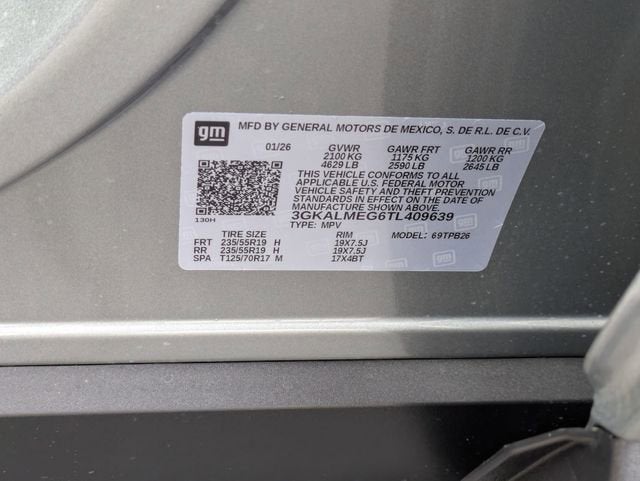 gm MFD BY GENERAL MOTORS DE MEXICO, S. DE R.L. DE C.V.
01/26 GVWR GAWR FRT GAWR RR
2100 KG 1175 KG 1200 KG
4629 LB 2590 LB 2645 LB
THIS VEHICLE CONFORMS TO ALL
APPLICABLE U.S. FEDERAL MOTOR
VEHICLE SAFETY AND THEFT PREVENTION
STANDARDS IN EFFECT ON THE DATE OF
3GKALMEG6TL409639
130H
TYPE: MPV
TIRE SIZE RIM MODEL: 69TPB26
FRT 235/55R19 H 19X7.5J
RR 235/55R19 H 19X7.5J
SPA T125/70R17 M 17X4BT